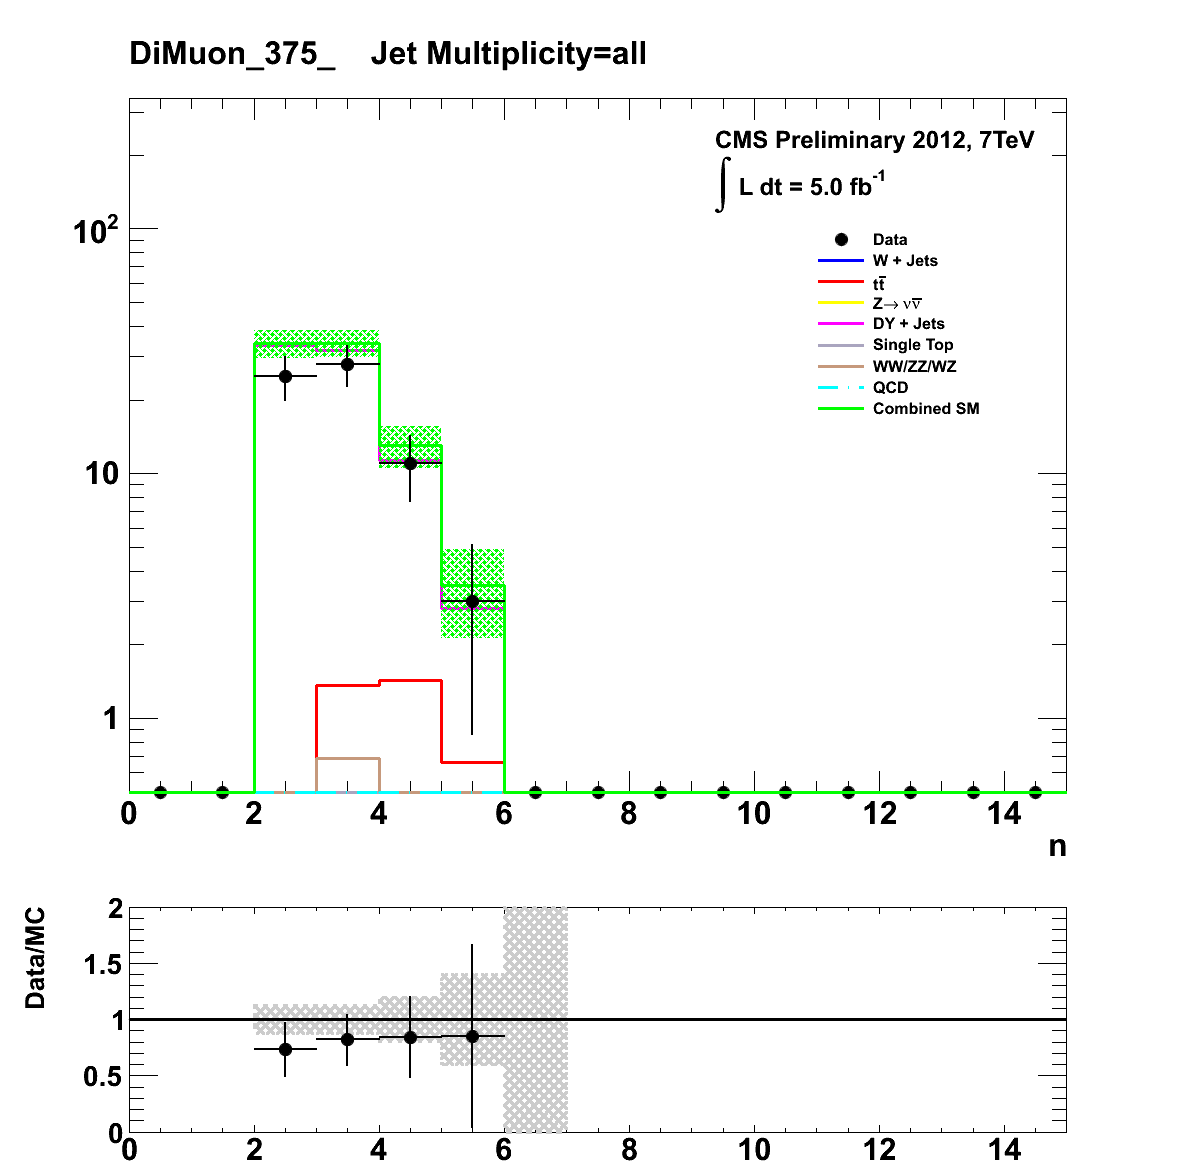 DiMuon_375_ Jet Multiplicity=all
CMS Preliminary 2012, 7TeV
∫ L dt = 5.0 fb⁻¹
Data
W + Jets
tt̅
Z→ νν̅
DY + Jets
Single Top
WW/ZZ/WZ
QCD
Combined SM
10²
10
1
0 2 4 6 8 10 12 14
n
Data/MC
2
1.5
1
0.5
0
0 2 4 6 8 10 12 14